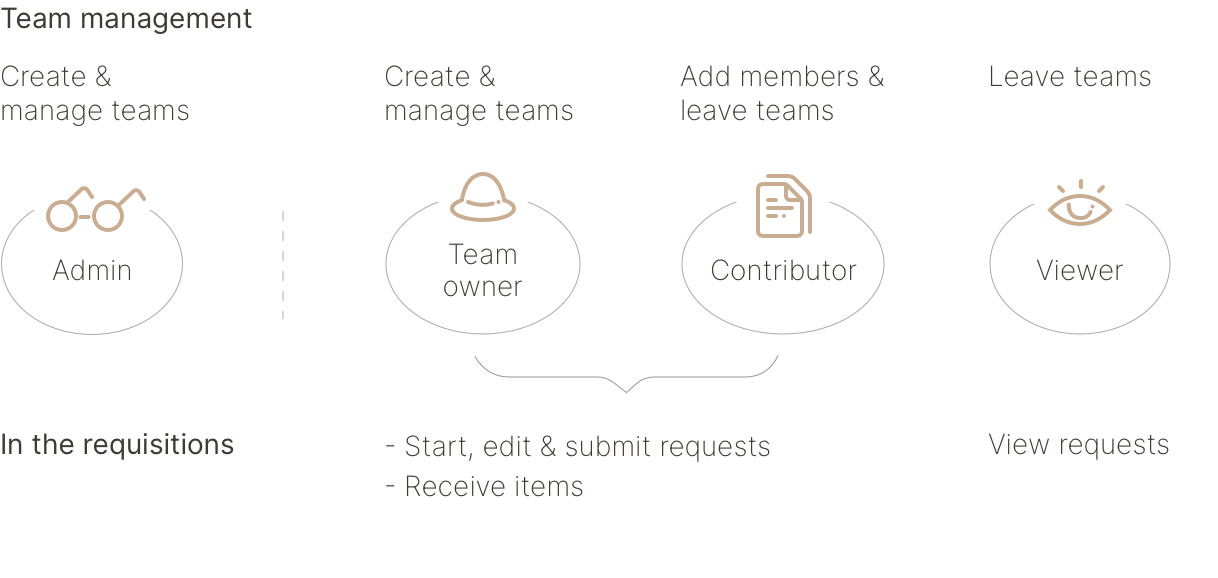 Team management
Create &
manage teams
Create &
manage teams
Add members &
leave teams
Leave teams
Admin
Team
owner
Contributor
Viewer
In the requisitions
- Start, edit & submit requests
- Receive items
View requests